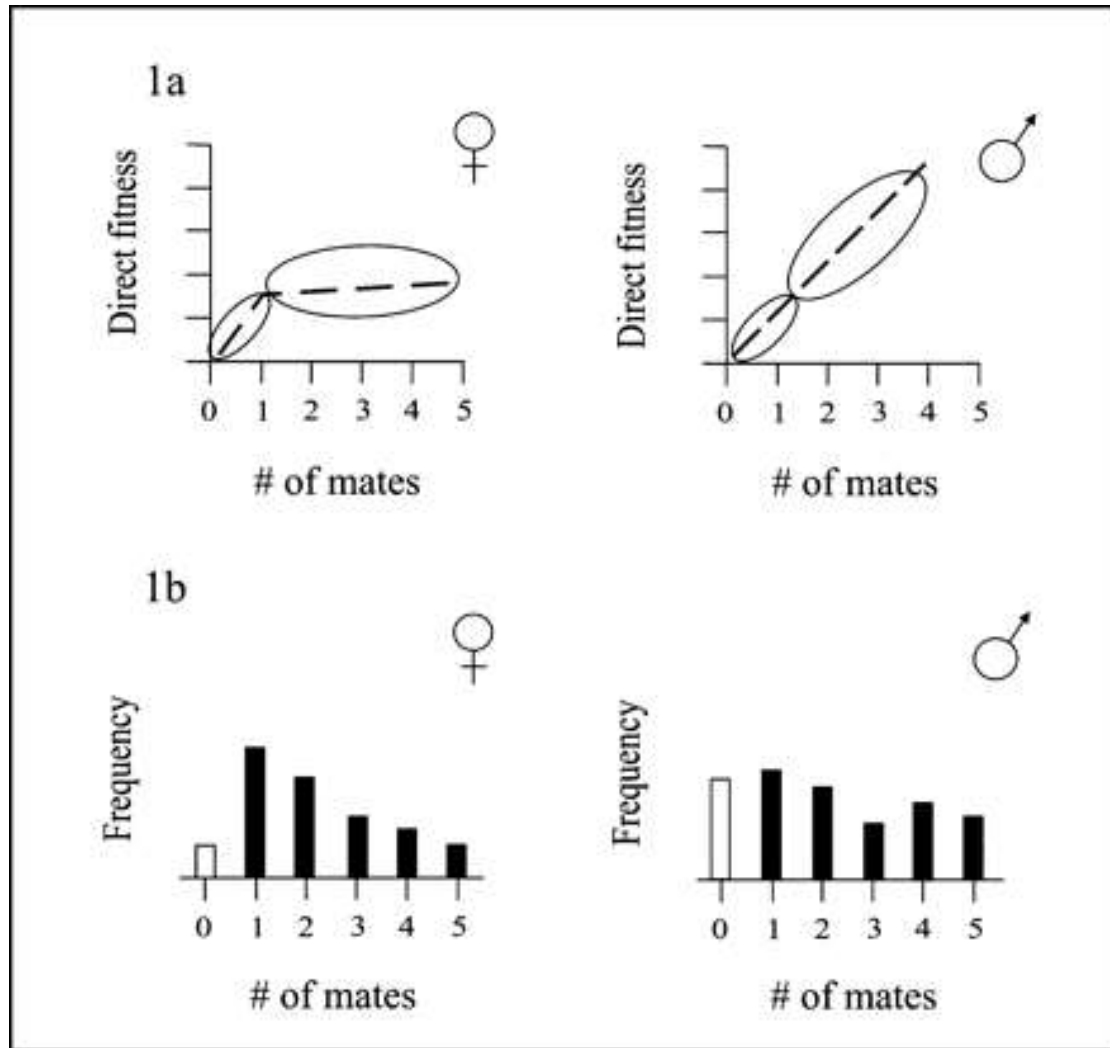 1a
♀
♂
Direct fitness
Direct fitness
0 1 2 3 4 5
0 1 2 3 4 5
# of mates
# of mates
1b
♀
♂
Frequency
Frequency
0 1 2 3 4 5
0 1 2 3 4 5
# of mates
# of mates